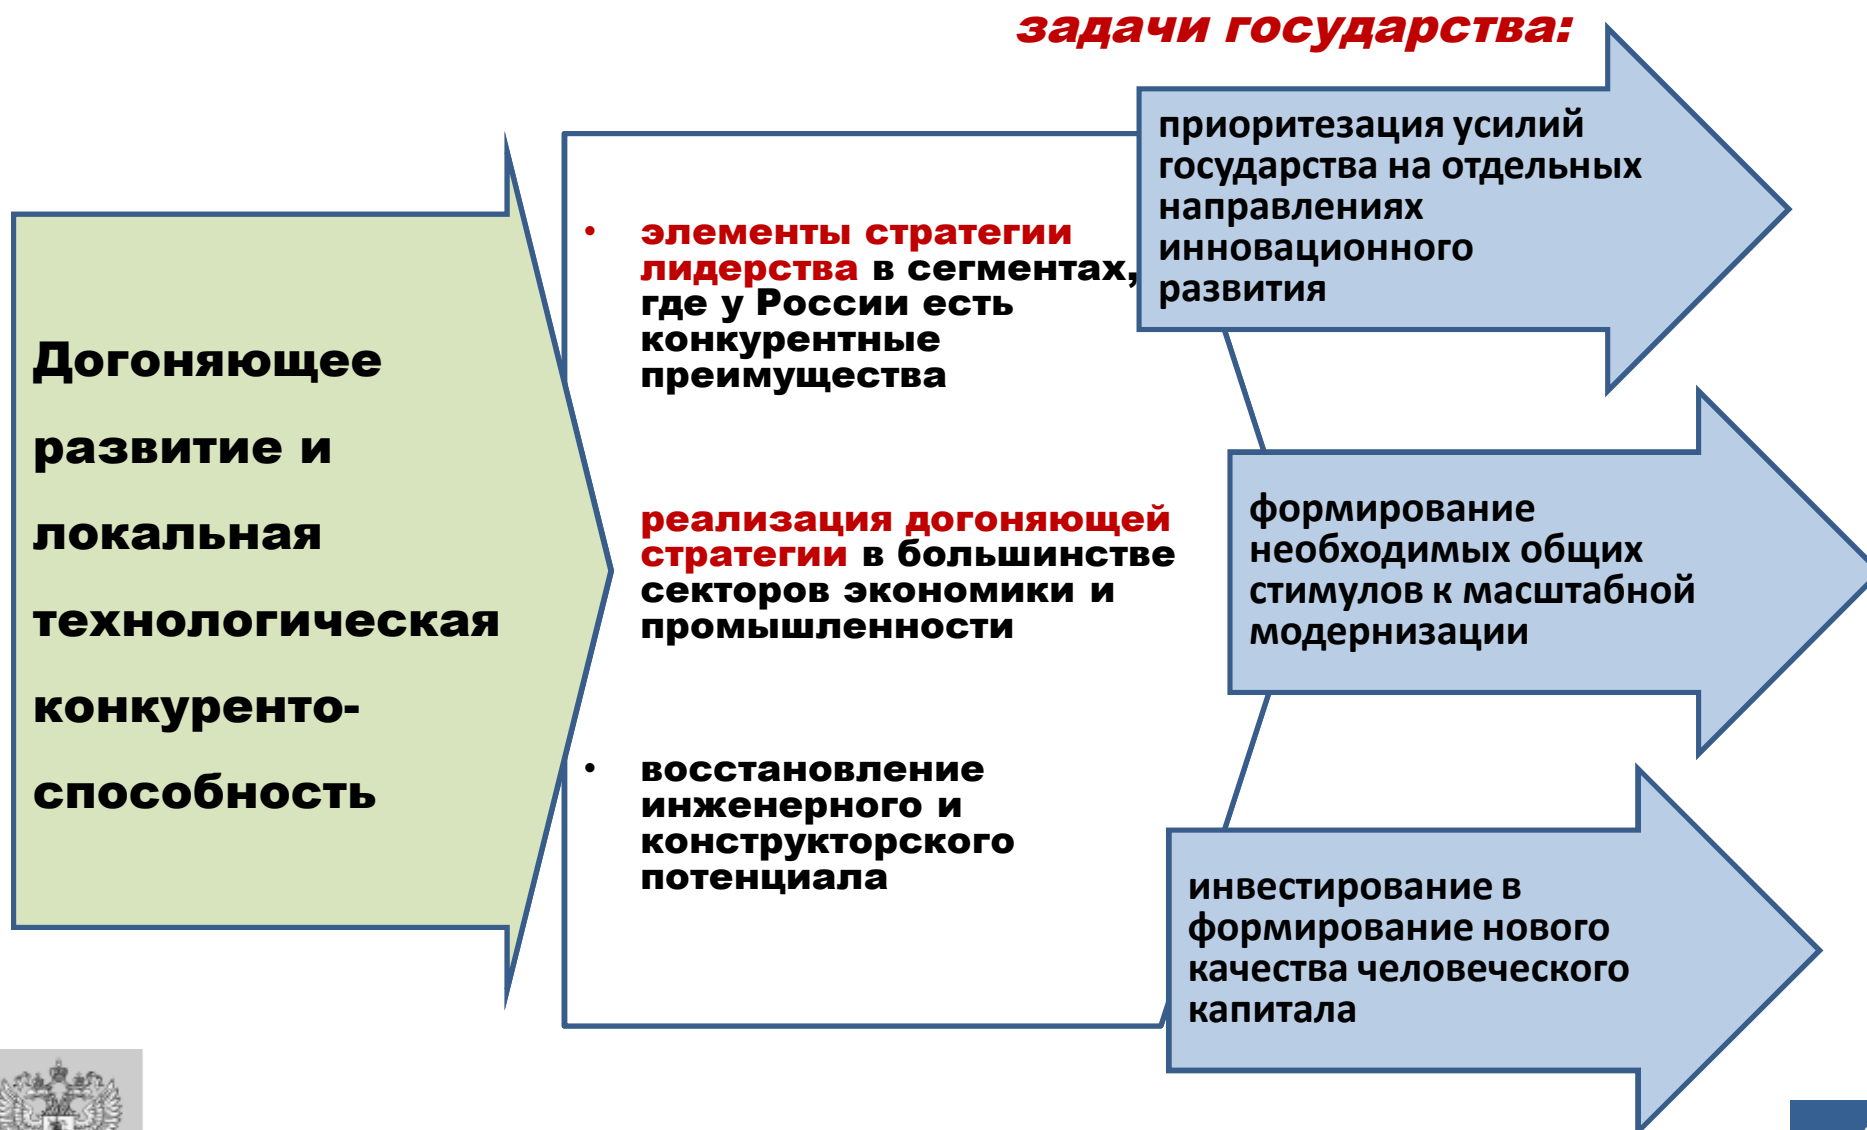 задачи государства:
Догоняющее
развитие и
локальная
технологическая
конкуренто-
способность
• элементы стратегии
лидерства в сегментах,
где у России есть
конкурентные
преимущества
реализация догоняющей
стратегии в большинстве
секторов экономики и
промышленности
• восстановление
инженерного и
конструкторского
потенциала
приоритезация усилий
государства на отдельных
направлениях
инновационного
развития
формирование
необходимых общих
стимулов к масштабной
модернизации
инвестирование в
формирование нового
качества человеческого
капитала